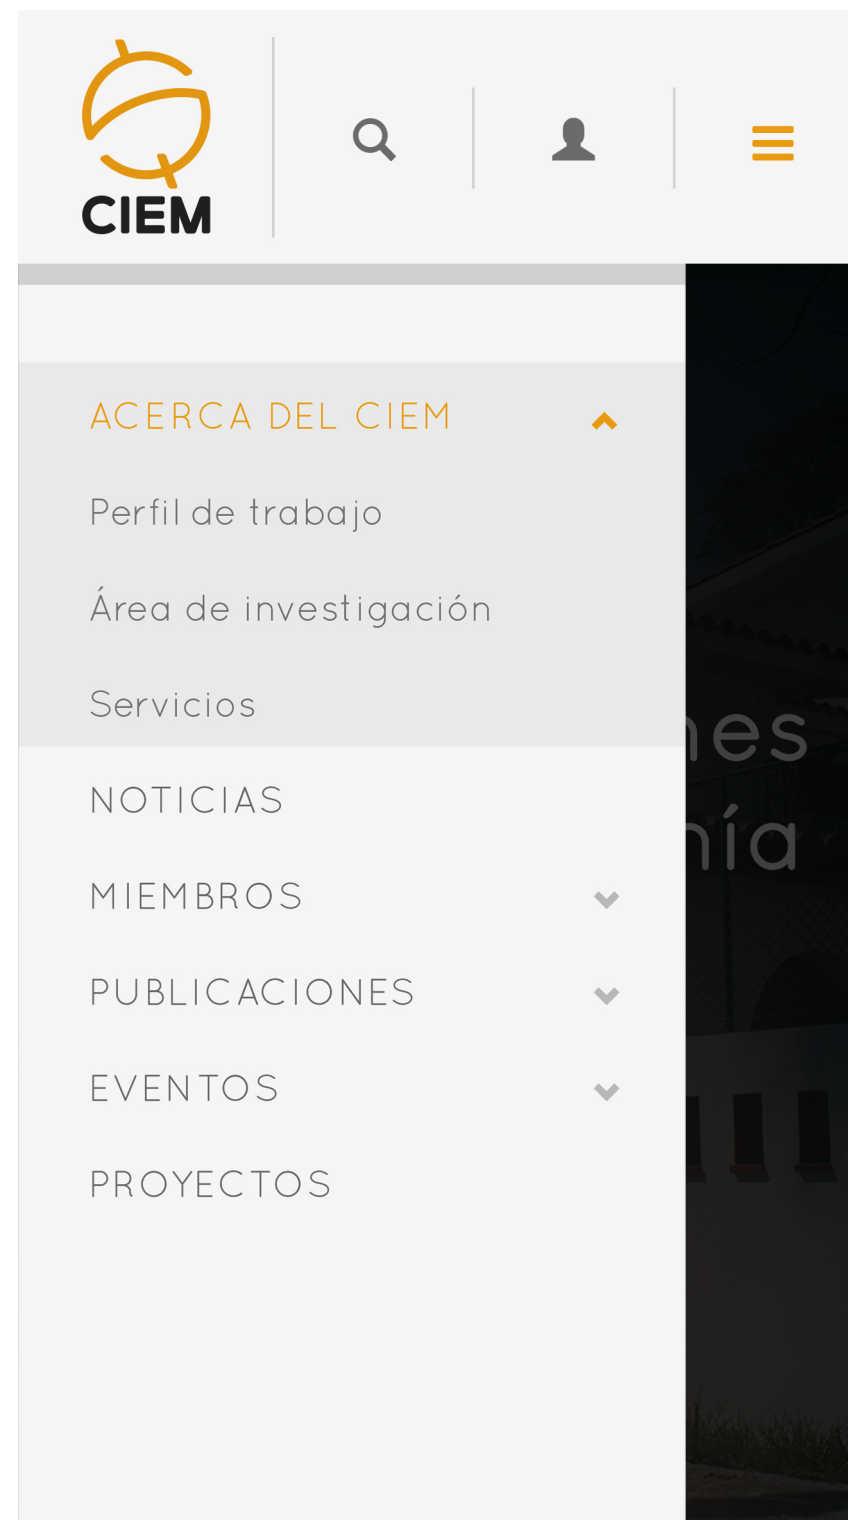 CIEM
ACERCA DEL CIEM
Perfil de trabajo
Área de investigación
Servicios
NOTICIAS
MIEMBROS
PUBLICACIONES
EVENTOS
PROYECTOS